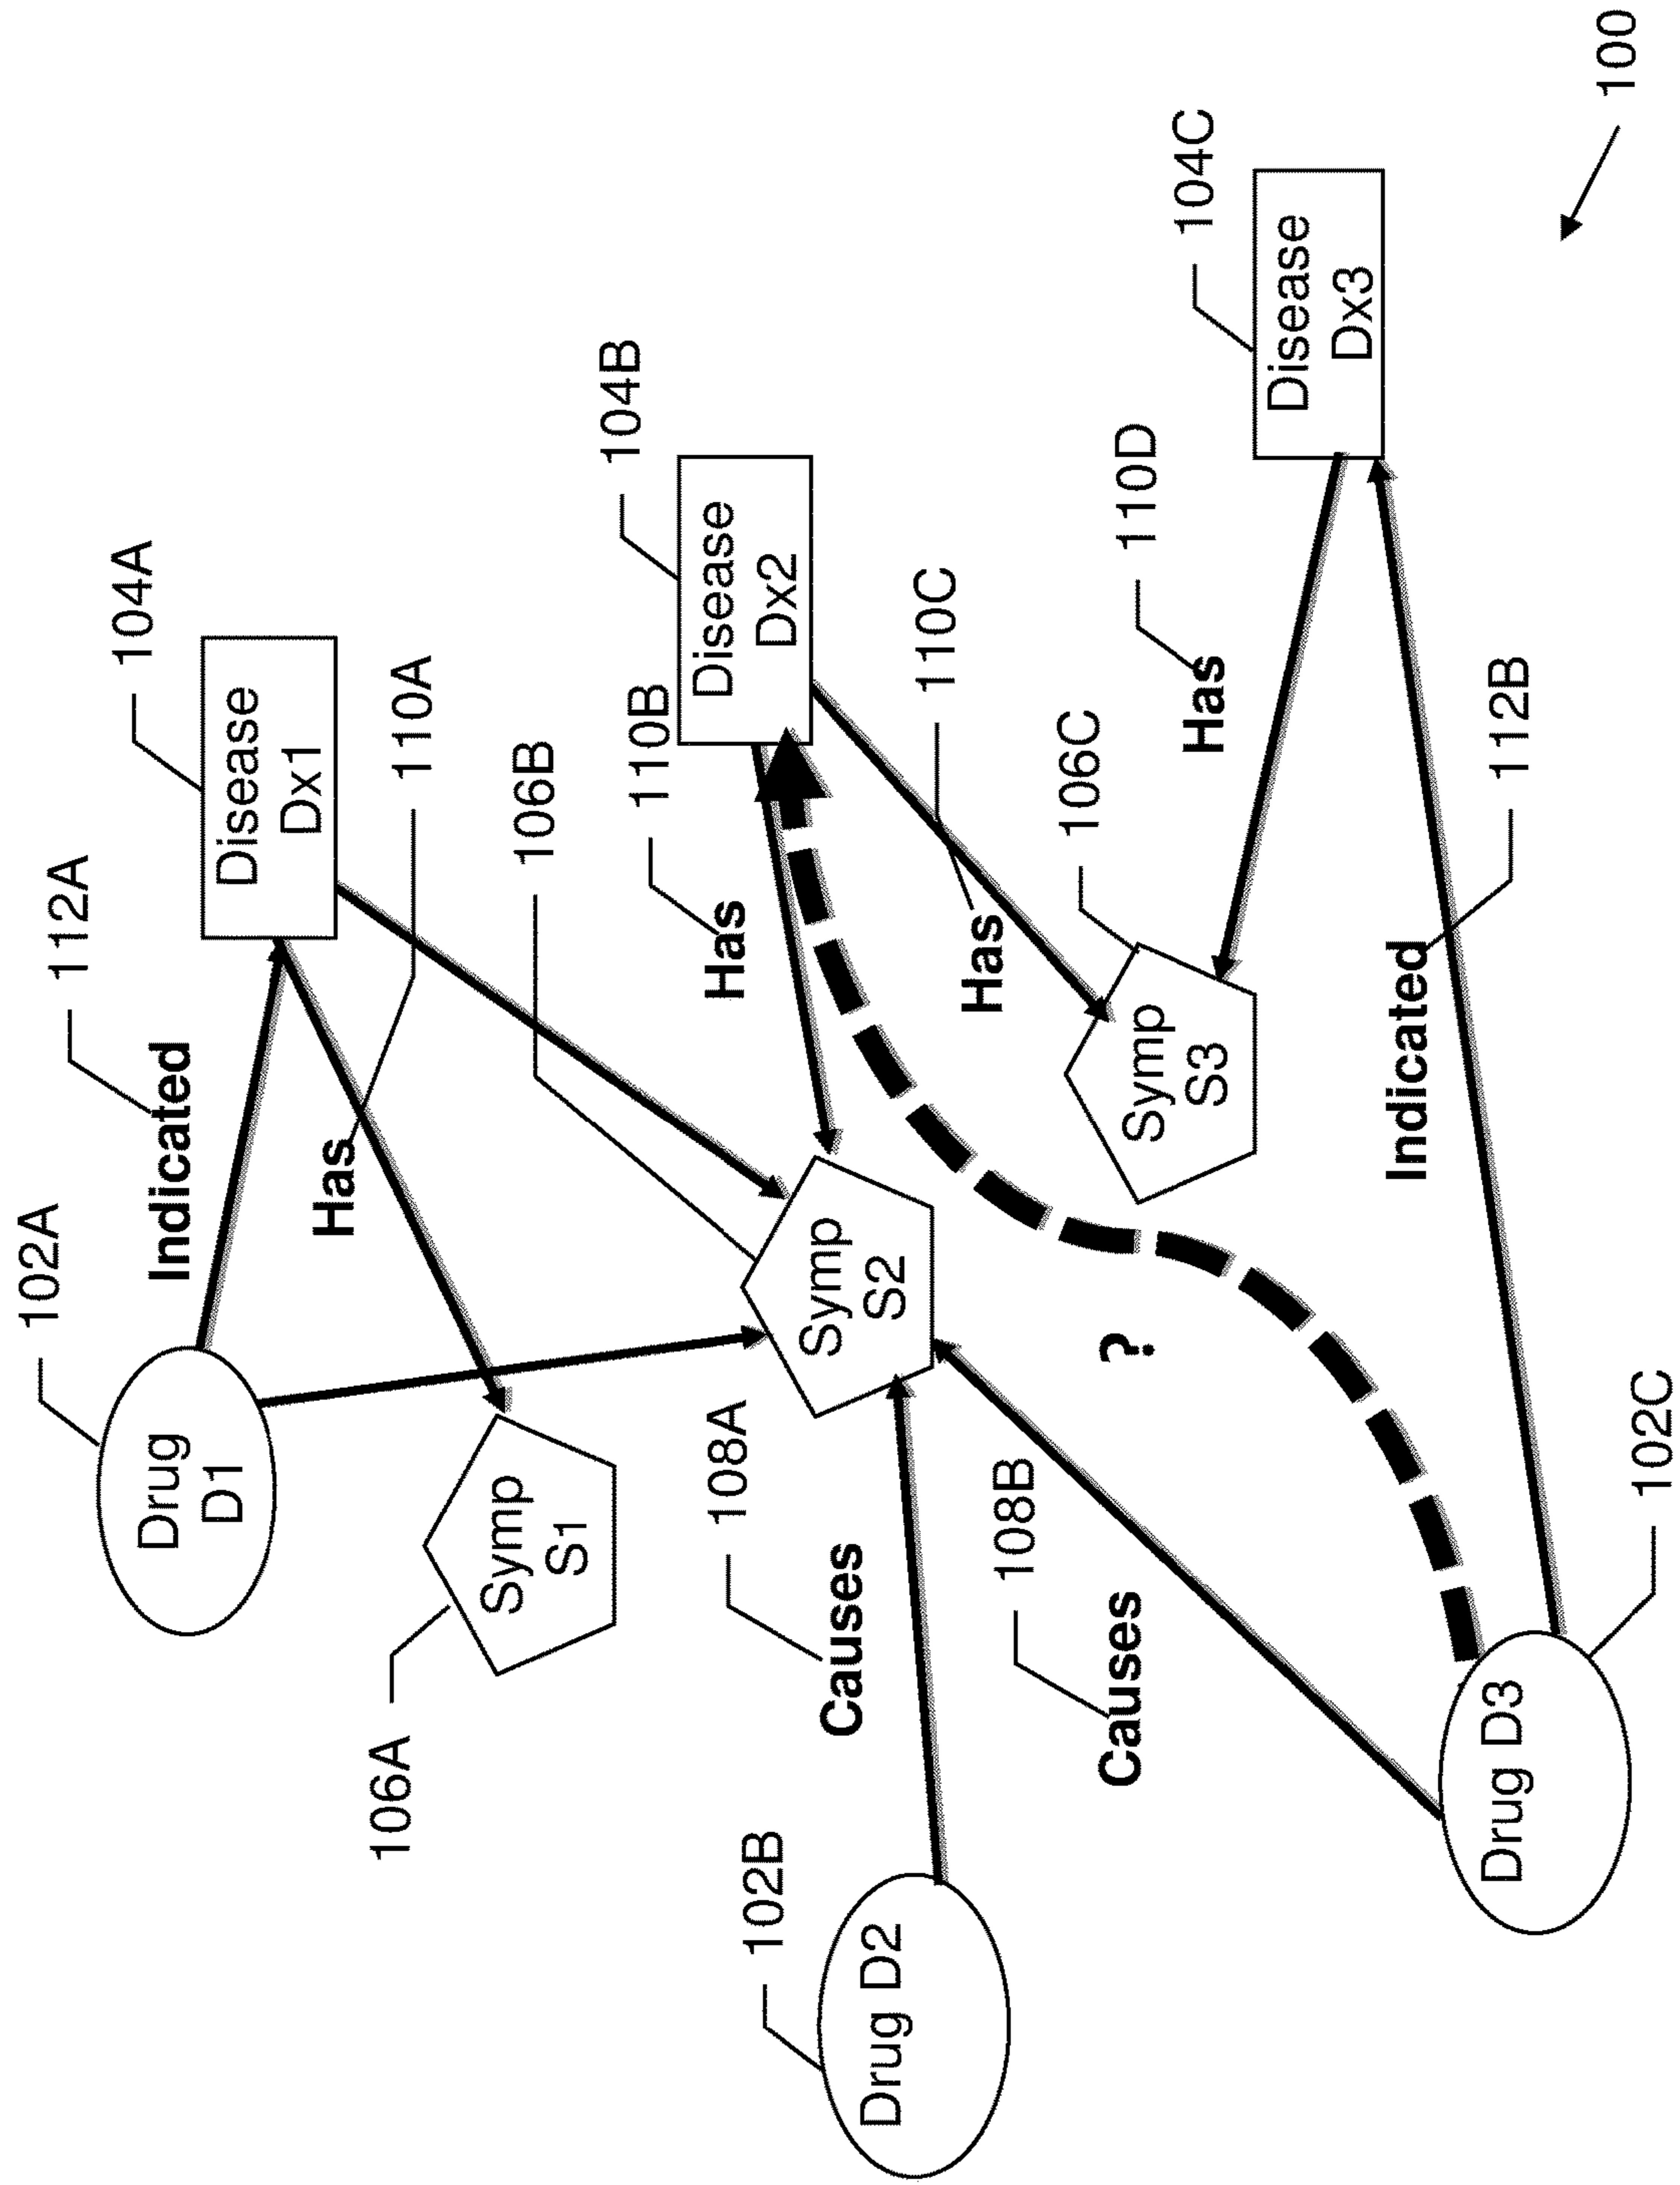 102A
Drug
D1
112A
Indicated
104A
Disease
Dx1
Has
110A
106A
Symp
S1
106B
102B
Drug D2
108A
Causes
Symp
S2
110B
Has
104B
Disease
Dx2
110C
Has
108B
Causes
?
106C
Symp
S3
110D
Has
104C
Disease
Dx3
Drug D3
102C
Indicated
112B
100